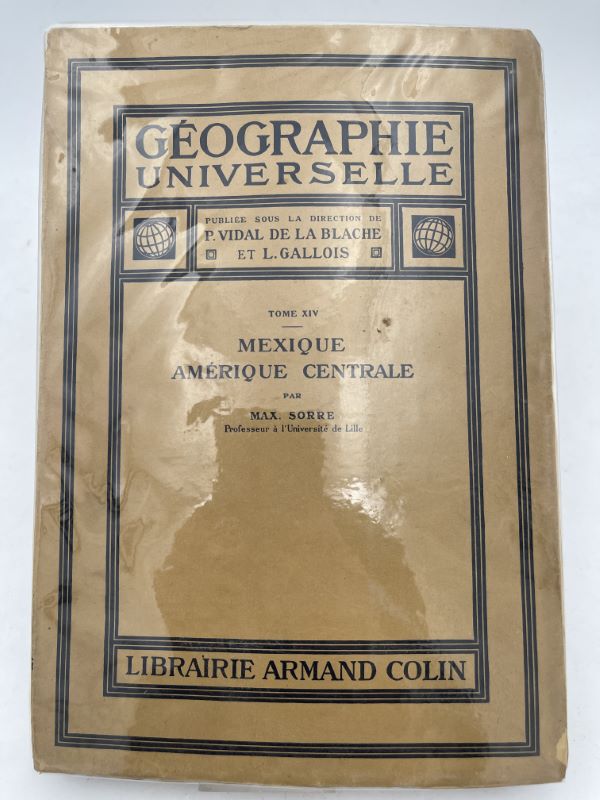 GÉOGRAPHIE
UNIVERSELLE
PUBLIÉE SOUS LA DIRECTION DE
P. VIDAL DE LA BLACHE
ET L. GALLOIS
TOME XIV
MEXIQUE
AMÉRIQUE CENTRALE
PAR
MAX. SORRE
Professeur à l'Université de Lille
LIBRAIRIE ARMAND COLIN